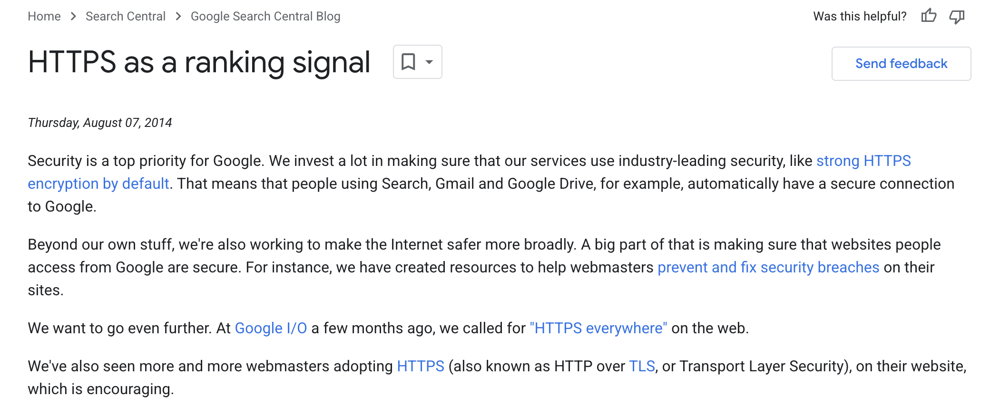 Home > Search Central > Google Search Central Blog
Was this helpful?
HTTPS as a ranking signal
Send feedback
Thursday, August 07, 2014
Security is a top priority for Google. We invest a lot in making sure that our services use industry-leading security, like strong HTTPS
encryption by default. That means that people using Search, Gmail and Google Drive, for example, automatically have a secure connection
to Google.
Beyond our own stuff, we're also working to make the Internet safer more broadly. A big part of that is making sure that websites people
access from Google are secure. For instance, we have created resources to help webmasters prevent and fix security breaches on their
sites.
We want to go even further. At Google I/O a few months ago, we called for "HTTPS everywhere" on the web.
We've also seen more and more webmasters adopting HTTPS (also known as HTTP over TLS, or Transport Layer Security), on their website,
which is encouraging.